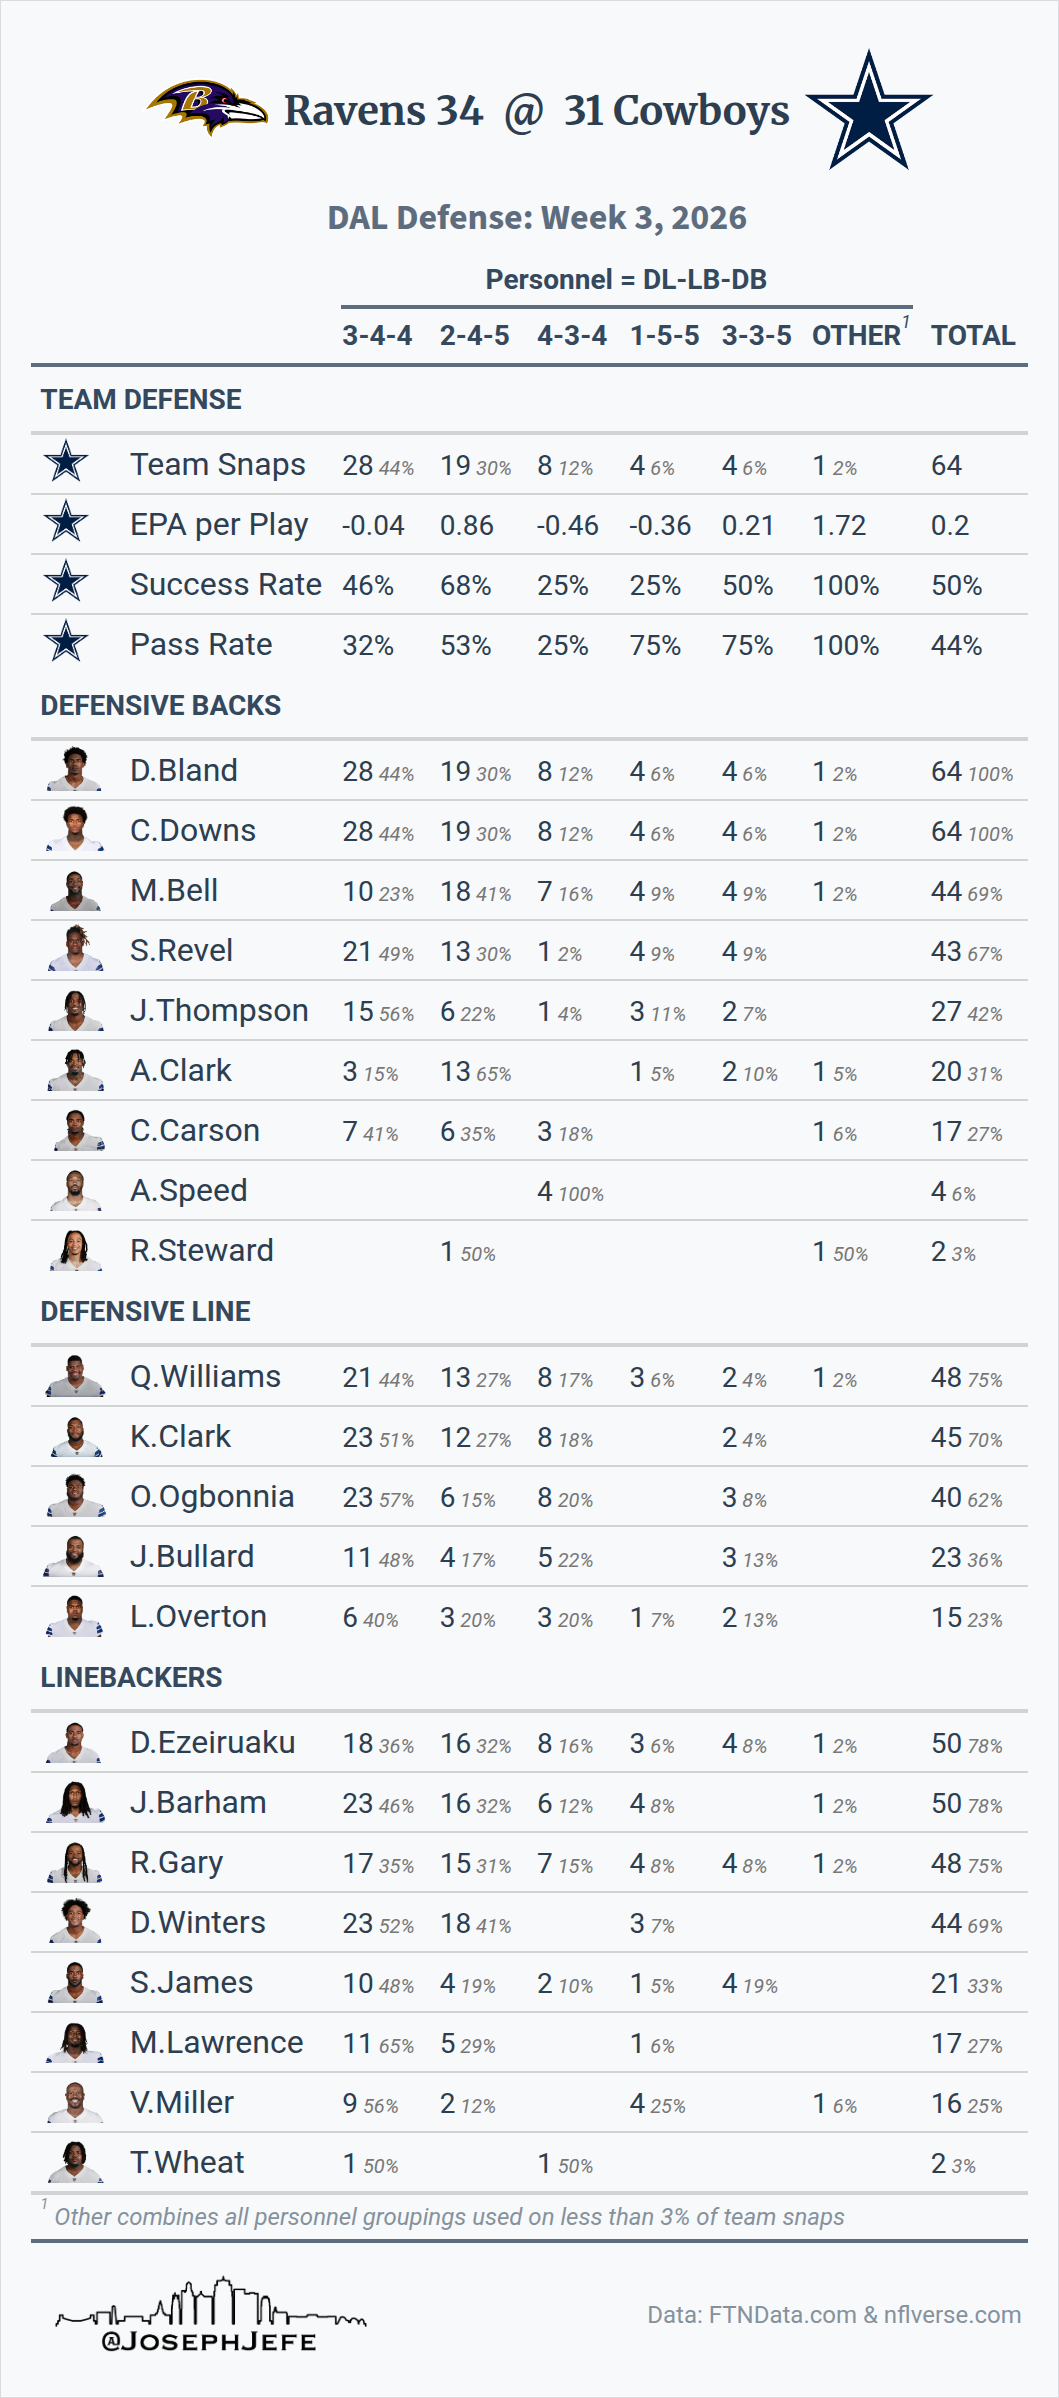 Ravens 34 @ 31 Cowboys
DAL Defense: Week 3, 2026
Personnel = DL-LB-DB
3-4-4 2-4-5 4-3-4 1-5-5 3-3-5 OTHER1 TOTAL
TEAM DEFENSE
Team Snaps 28 44% 19 30% 8 12% 4 6% 4 6% 1 2% 64
EPA per Play -0.04 0.86 -0.46 -0.36 0.21 1.72 0.2
Success Rate 46% 68% 25% 25% 50% 100% 50%
Pass Rate 32% 53% 25% 75% 75% 100% 44%
DEFENSIVE BACKS
D.Bland 28 44% 19 30% 8 12% 4 6% 4 6% 1 2% 64 100%
C.Downs 28 44% 19 30% 8 12% 4 6% 4 6% 1 2% 64 100%
M.Bell 10 23% 18 41% 7 16% 4 9% 4 9% 1 2% 44 69%
S.Revel 21 49% 13 30% 1 2% 4 9% 4 9% 43 67%
J.Thompson 15 56% 6 22% 1 4% 3 11% 2 7% 27 42%
A.Clark 3 15% 13 65% 1 5% 2 10% 1 5% 20 31%
C.Carson 7 41% 6 35% 3 18% 1 6% 17 27%
A.Speed 4 100% 4 6%
R.Steward 1 50% 1 50% 2 3%
DEFENSIVE LINE
Q.Williams 21 44% 13 27% 8 17% 3 6% 2 4% 1 2% 48 75%
K.Clark 23 51% 12 27% 8 18% 2 4% 45 70%
O.Ogbonnia 23 57% 6 15% 8 20% 3 8% 40 62%
J.Bullard 11 48% 4 17% 5 22% 3 13% 23 36%
L.Overton 6 40% 3 20% 3 20% 1 7% 2 13% 15 23%
LINEBACKERS
D.Ezeiruaku 18 36% 16 32% 8 16% 3 6% 4 8% 1 2% 50 78%
J.Barham 23 46% 16 32% 6 12% 4 8% 1 2% 50 78%
R.Gary 17 35% 15 31% 7 15% 4 8% 4 8% 1 2% 48 75%
D.Winters 23 52% 18 41% 3 7% 44 69%
S.James 10 48% 4 19% 2 10% 1 5% 4 19% 21 33%
M.Lawrence 11 65% 5 29% 1 6% 17 27%
V.Miller 9 56% 2 12% 4 25% 1 6% 16 25%
T.Wheat 1 50% 1 50% 2 3%
1 Other combines all personnel groupings used on less than 3% of team snaps
@JOSEPHJEFE
Data: FTNData.com & nflverse.com